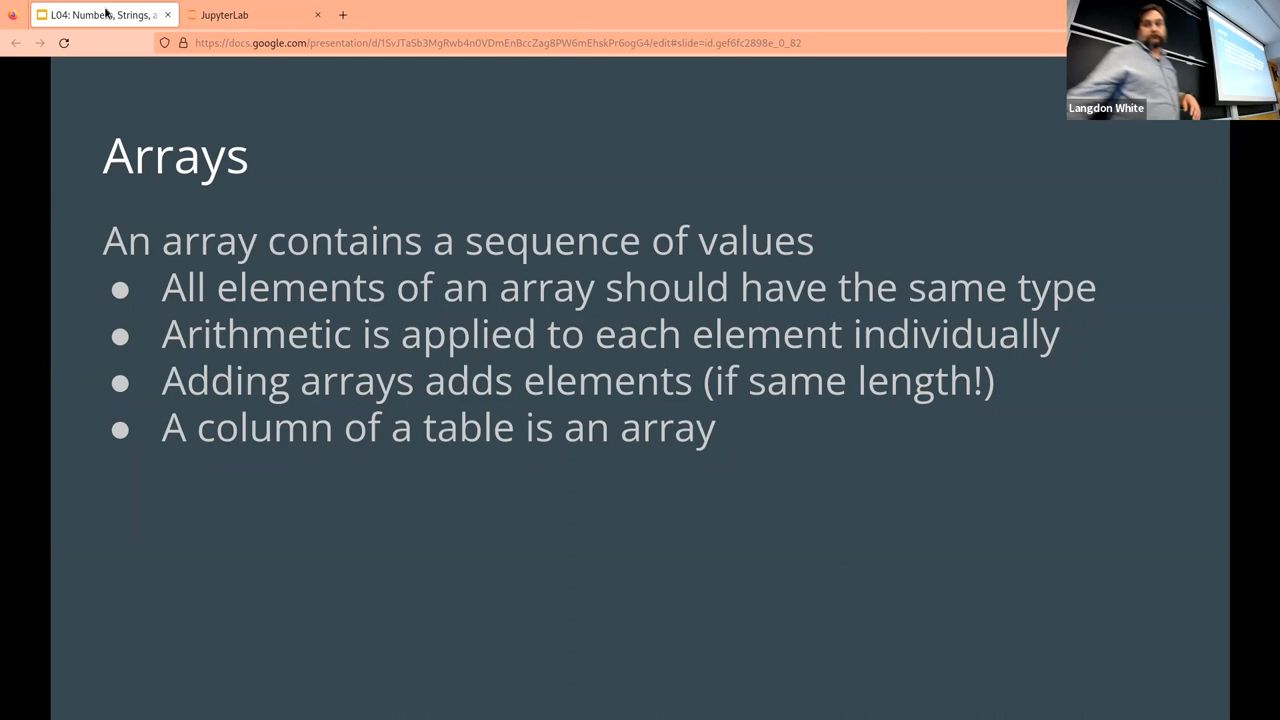 L04: Numbers, Strings, a
JupyterLab
https://docs.google.com/presentation/d/1SvJTaSb3MgRwb4n0VDmEnBccZag8PW6mEhskPr6ogG4/edit#slide=id.gef6fc2898e_0_82
Langdon White
Arrays
An array contains a sequence of values
● All elements of an array should have the same type
● Arithmetic is applied to each element individually
● Adding arrays adds elements (if same length!)
● A column of a table is an array